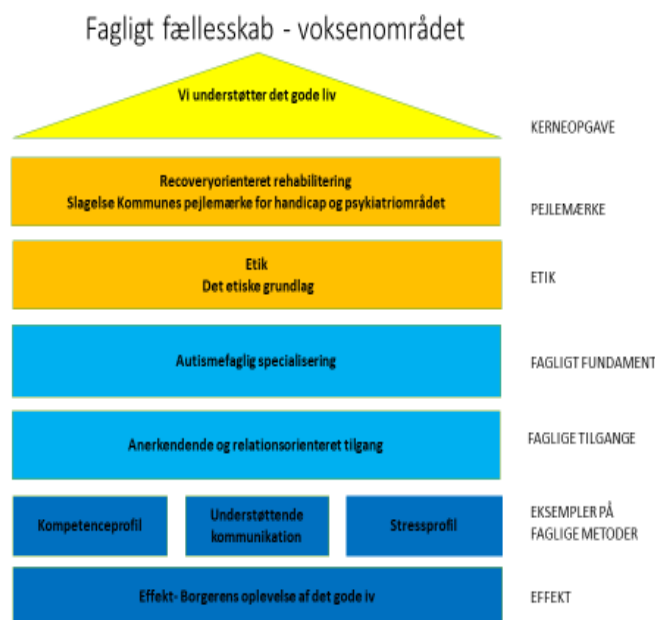 Fagligt fællesskab - voksenområdet
Vi understøtter det gode liv
KERNEOPGAVE
Recoveryorienteret rehabilitering
Slagelse Kommunes pejlemærke for handicap og psykiatriområdet
PEJLEMÆRKE
Etik
Det etiske grundlag
ETIK
Autismefaglig specialisering
FAGLIGT FUNDAMENT
Anerkendende og relationsorienteret tilgang
FAGLIGE TILGANGE
Kompetenceprofil
Understøttende
kommunikation
Stressprofil
EKSEMPLER PÅ
FAGLIGE METODER
Effekt- Borgerens oplevelse af det gode iv
EFFEKT